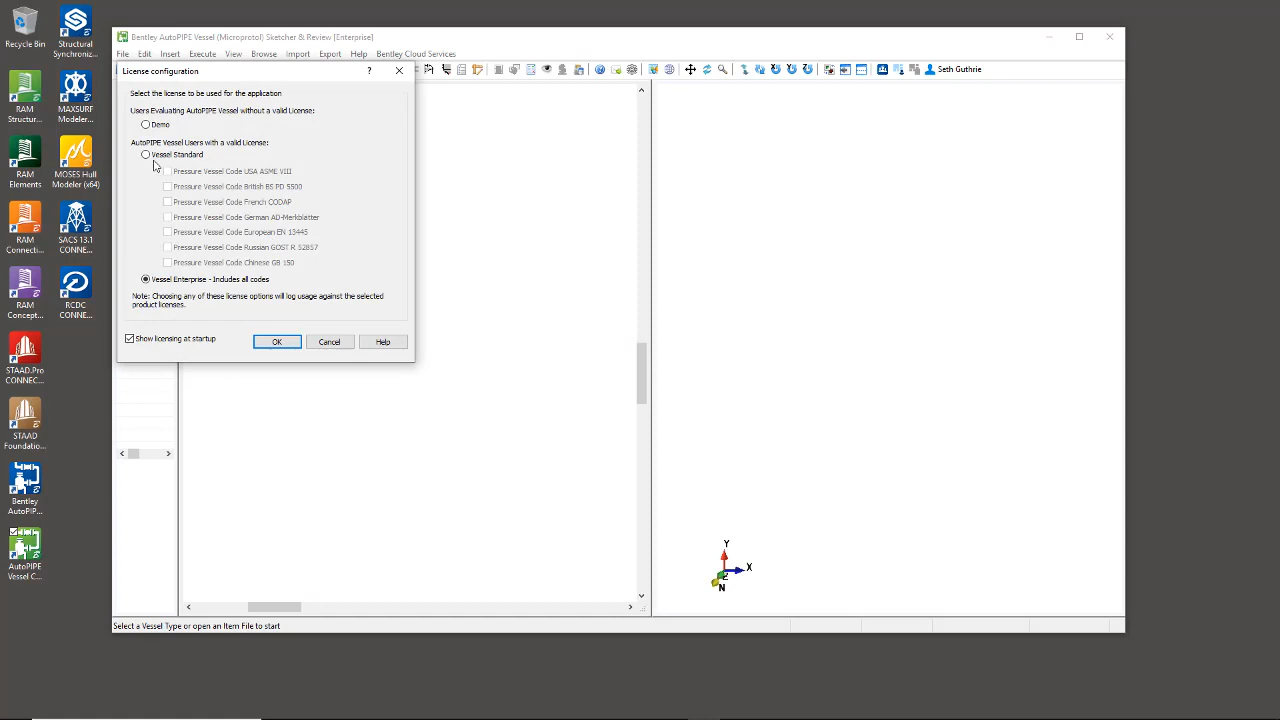 Recycle Bin
Structural
Synchroniz...
RAM
Structur...
MAXSURF
Modeler...
RAM
Elements
MOSES Hull
Modeler (x64)
RAM
Connecti...
SACS 13.1
CONNE...
RAM
Concept...
RCDC
CONNE...
STAAD.Pro
CONNEC...
STAAD
Foundatio...
Bentley
AutoPIP...
AutoPIPE
Vessel C...
Bentley AutoPIPE Vessel (Microprotol) Sketcher & Review [Enterprise]
File Edit Insert Execute View Browse Import Export Help Bentley Cloud Services
Seth Guthrie
License configuration
?
Select the license to be used for the application
Users Evaluating AutoPIPE Vessel without a valid License:
Demo
AutoPIPE Vessel Users with a valid License:
Vessel Standard
Pressure Vessel Code USA ASME VIII
Pressure Vessel Code British BS PD 5500
Pressure Vessel Code French CODAP
Pressure Vessel Code German AD-Merkblatter
Pressure Vessel Code European EN 13445
Pressure Vessel Code Russian GOST R 52857
Pressure Vessel Code Chinese GB 150
Vessel Enterprise - Includes all codes
Note: Choosing any of these license options will log usage against the selected
product licenses.
Show licensing at startup
OK Cancel Help
Y
X
Z
N
Select a Vessel Type or open an Item File to start